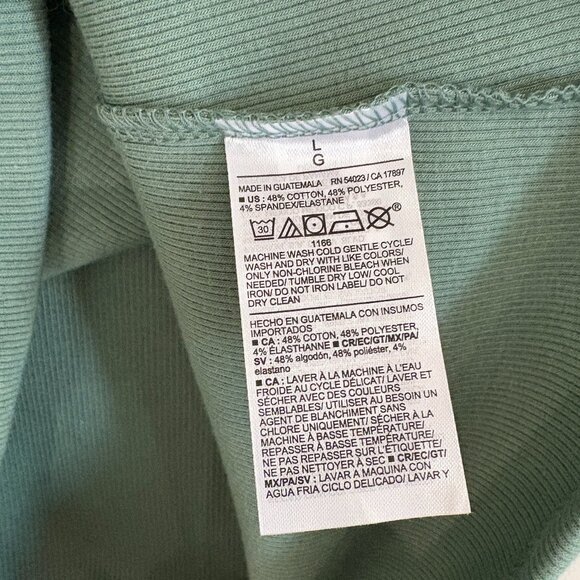 L
G
MADE IN GUATEMALA RN 54023 / CA 17897
■ US : 48% COTTON, 48% POLYESTER,
4% SPANDEX/ELASTANE
30 ®
1166
MACHINE WASH COLD GENTLE CYCLE/
WASH AND DRY WITH LIKE COLORS/
ONLY NON-CHLORINE BLEACH WHEN
NEEDED/ TUMBLE DRY LOW/ COOL
IRON/ DO NOT IRON LABEL/ DO NOT
DRY CLEAN
HECHO EN GUATEMALA CON INSUMOS
IMPORTADOS
■ CA : 48% COTON, 48% POLYESTER,
4% ÉLASTHANNE ■ CR/EC/GT/MX/PA/
SV : 48% algodón, 48% poliéster, 4%
elastano
■ CA : LAVER À LA MACHINE À L'EAU
FROIDE AU CYCLE DÉLICAT/ LAVER ET
SÉCHER AVEC DES COULEURS
SEMBLABLES/ UTILISER AU BESOIN UN
AGENT DE BLANCHIMENT SANS
CHLORE UNIQUEMENT/ SÉCHER À LA
MACHINE À BASSE TEMPÉRATURE/
REPASSER À BASSE TEMPÉRATURE/
NE PAS REPASSER SUR L'ÉTIQUETTE/
NE PAS NETTOYER À SEC ■ CR/EC/GT/
MX/PA/SV : LAVAR A MAQUINA CON
AGUA FRIA CICLO DELICADO/ LAVAR Y